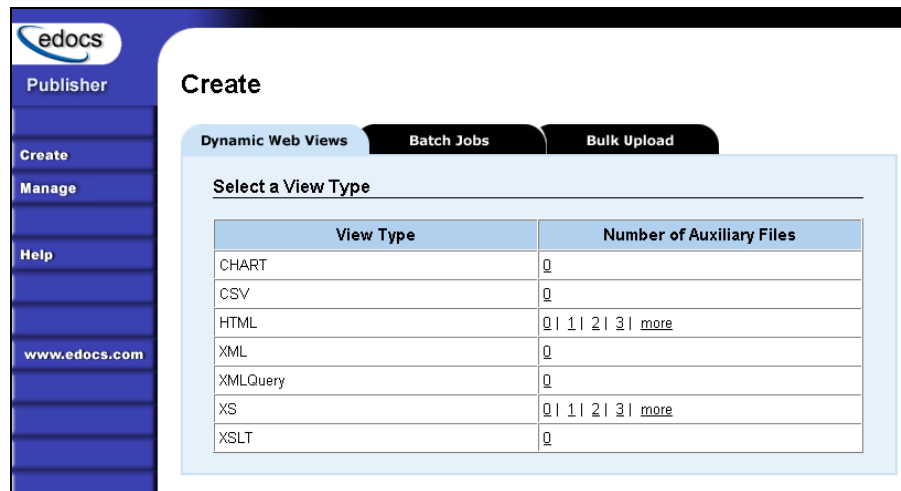 edocs
Publisher
Create
Manage
Help
www.edocs.com
Create
Dynamic Web Views Batch Jobs Bulk Upload
Select a View Type
View Type Number of Auxiliary Files
CHART 0
CSV 0
HTML 0 | 1 | 2 | 3 | more
XML 0
XMLQuery 0
XS 0 | 1 | 2 | 3 | more
XSLT 0